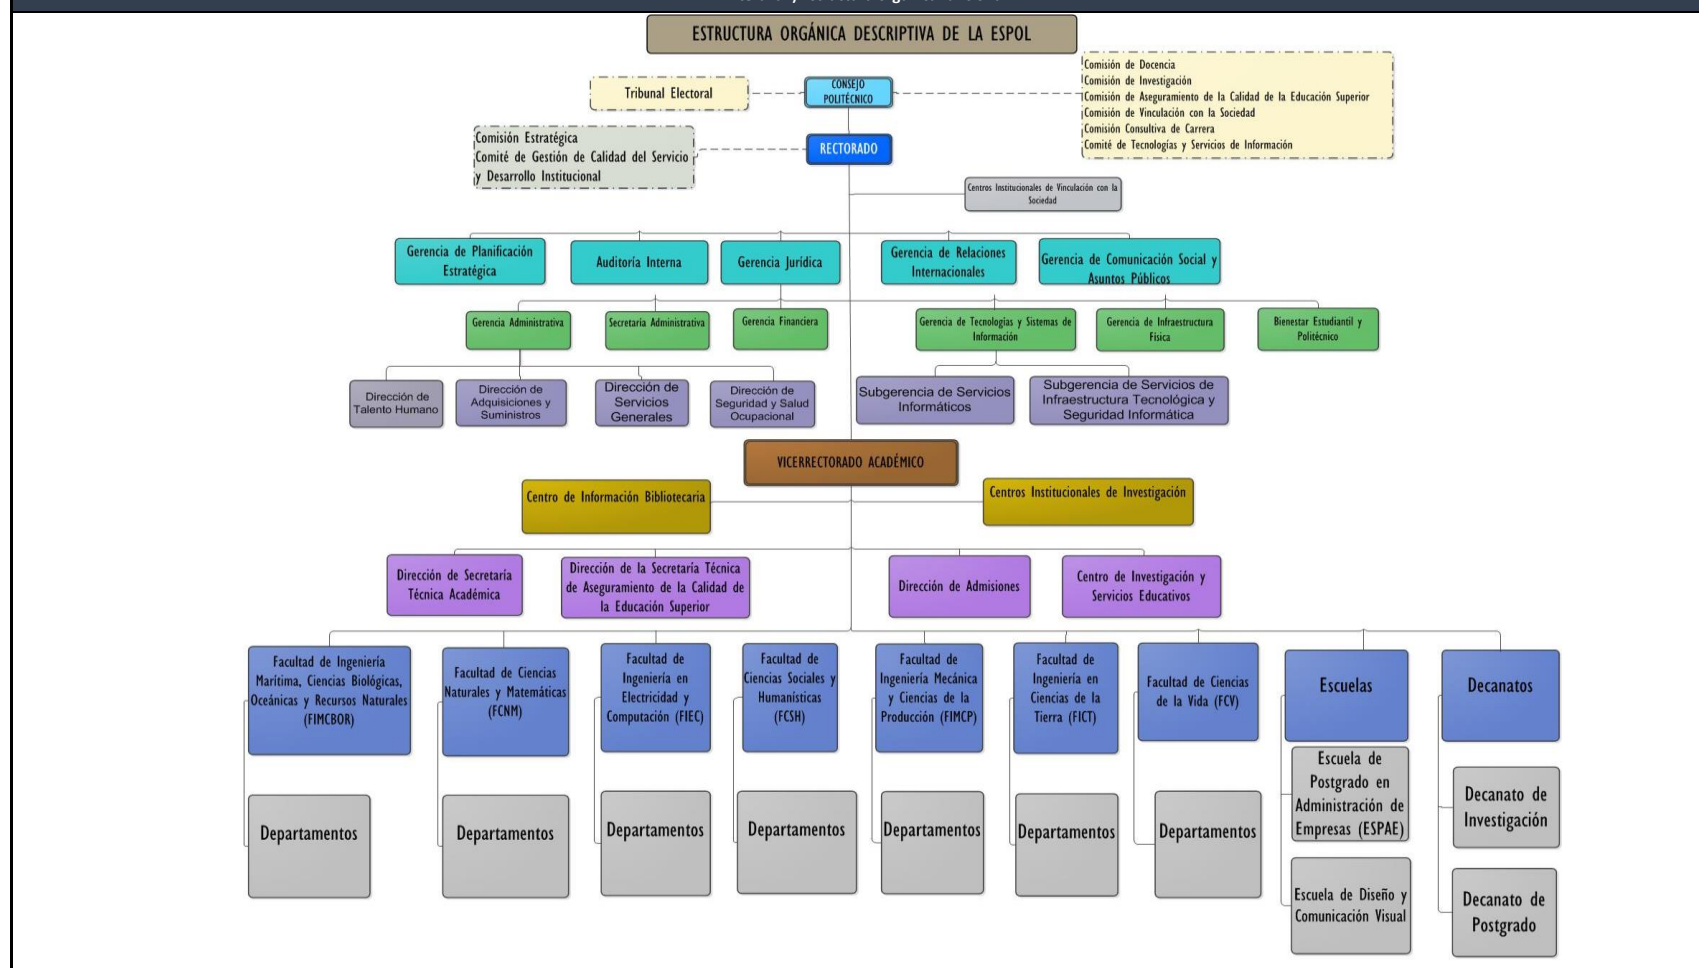 ESTRUCTURA ORGÁNICA DESCRIPTIVA DE LA ESPOL
Tribunal Electoral
CONSEJO
POLITÉCNICO
Comisión de Docencia
Comisión de Investigación
Comisión de Aseguramiento de la Calidad de la Educación Superior
Comisión de Vinculación con la Sociedad
Comisión Consultiva de Carrera
Comité de Tecnologías y Servicios de Información
Comisión Estratégica
Comité de Gestión de Calidad del Servicio
y Desarrollo Institucional
RECTORADO
Centros Institucionales de Vinculación con la
Sociedad
Gerencia de Planificación
Estratégica
Auditoría Interna
Gerencia Jurídica
Gerencia de Relaciones
Internacionales
Gerencia de Comunicación Social y
Asuntos Públicos
Gerencia Administrativa
Secretaría Administrativa
Gerencia Financiera
Gerencia de Tecnologías y Sistemas de
Información
Gerencia de Infraestructura
Física
Bienestar Estudiantil y
Politécnico
Dirección de
Talento Humano
Dirección de
Adquisiciones y
Suministros
Dirección de
Servicios
Generales
Dirección de
Seguridad y Salud
Ocupacional
Subgerencia de Servicios
Informáticos
Subgerencia de Servicios de
Infraestructura Tecnológica y
Seguridad Informática
VICERRECTORADO ACADÉMICO
Centro de Información Bibliotecaria
Centros Institucionales de Investigación
Dirección de Secretaría
Técnica Académica
Dirección de la Secretaría Técnica
de Aseguramiento de la Calidad de
la Educación Superior
Dirección de Admisiones
Centro de Investigación y
Servicios Educativos
Facultad de Ingeniería
Marítima, Ciencias Biológicas,
Oceánicas y Recursos Naturales
(FIMCBOR)
Facultad de Ciencias
Naturales y Matemáticas
(FCNM)
Facultad de
Ingeniería en
Electricidad y
Computación (FIEC)
Facultad de
Ciencias Sociales y
Humanísticas
(FCSH)
Facultad de
Ingeniería Mecánica
y Ciencias de la
Producción (FIMCP)
Facultad de
Ingeniería en
Ciencias de la
Tierra (FICT)
Facultad de Ciencias
de la Vida (FCV)
Escuelas
Decanatos
Departamentos
Departamentos
Departamentos
Departamentos
Departamentos
Departamentos
Departamentos
Escuela de
Postgrado en
Administración de
Empresas (ESPAE)
Decanato de
Investigación
Escuela de Diseño y
Comunicación Visual
Decanato de
Postgrado